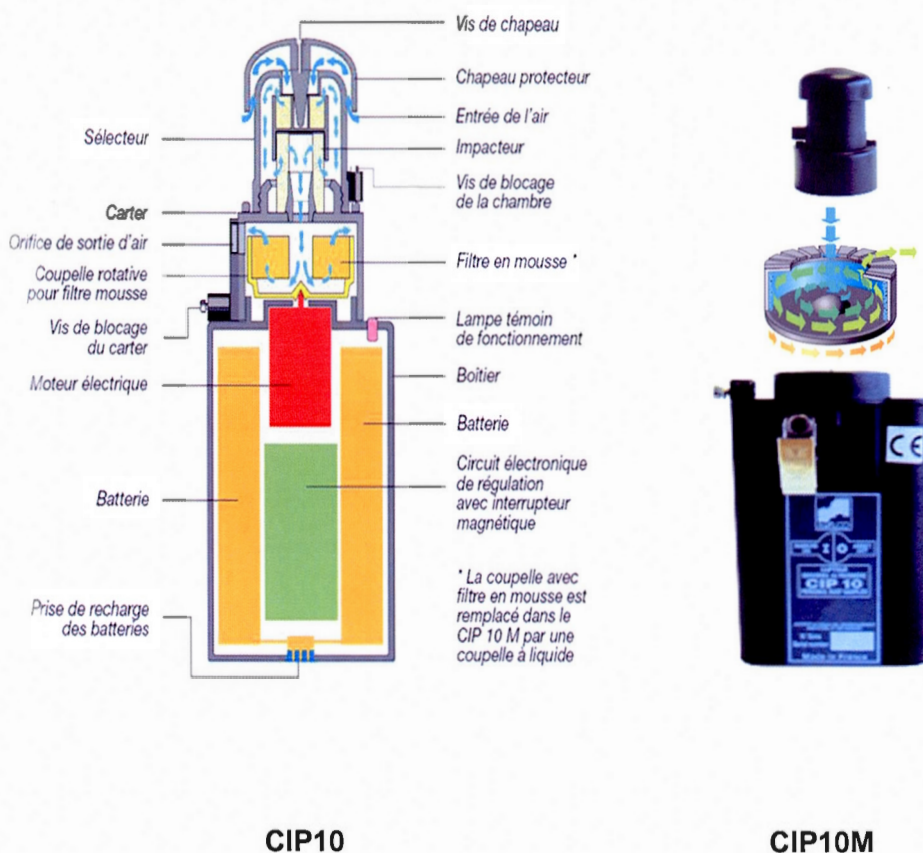 Vis de chapeau
Chapeau protecteur
Entrée de l'air
Sélecteur
Impacteur
Vis de blocage
de la chambre
Carter
Orifice de sortie d'air
Coupelle rotative
pour filtre mousse
Filtre en mousse *
Vis de blocage
du carter
Lampe témoin
de fonctionnement
Moteur électrique
Boîtier
Batterie
Batterie
Circuit électronique
de régulation
avec interrupteur
magnétique
* La coupelle avec
filtre en mousse est
remplacé dans le
CIP 10 M par une
coupelle à liquide
Prise de recharge
des batteries
CE
I O
CIP 10
Made in France
CIP10
CIP10M